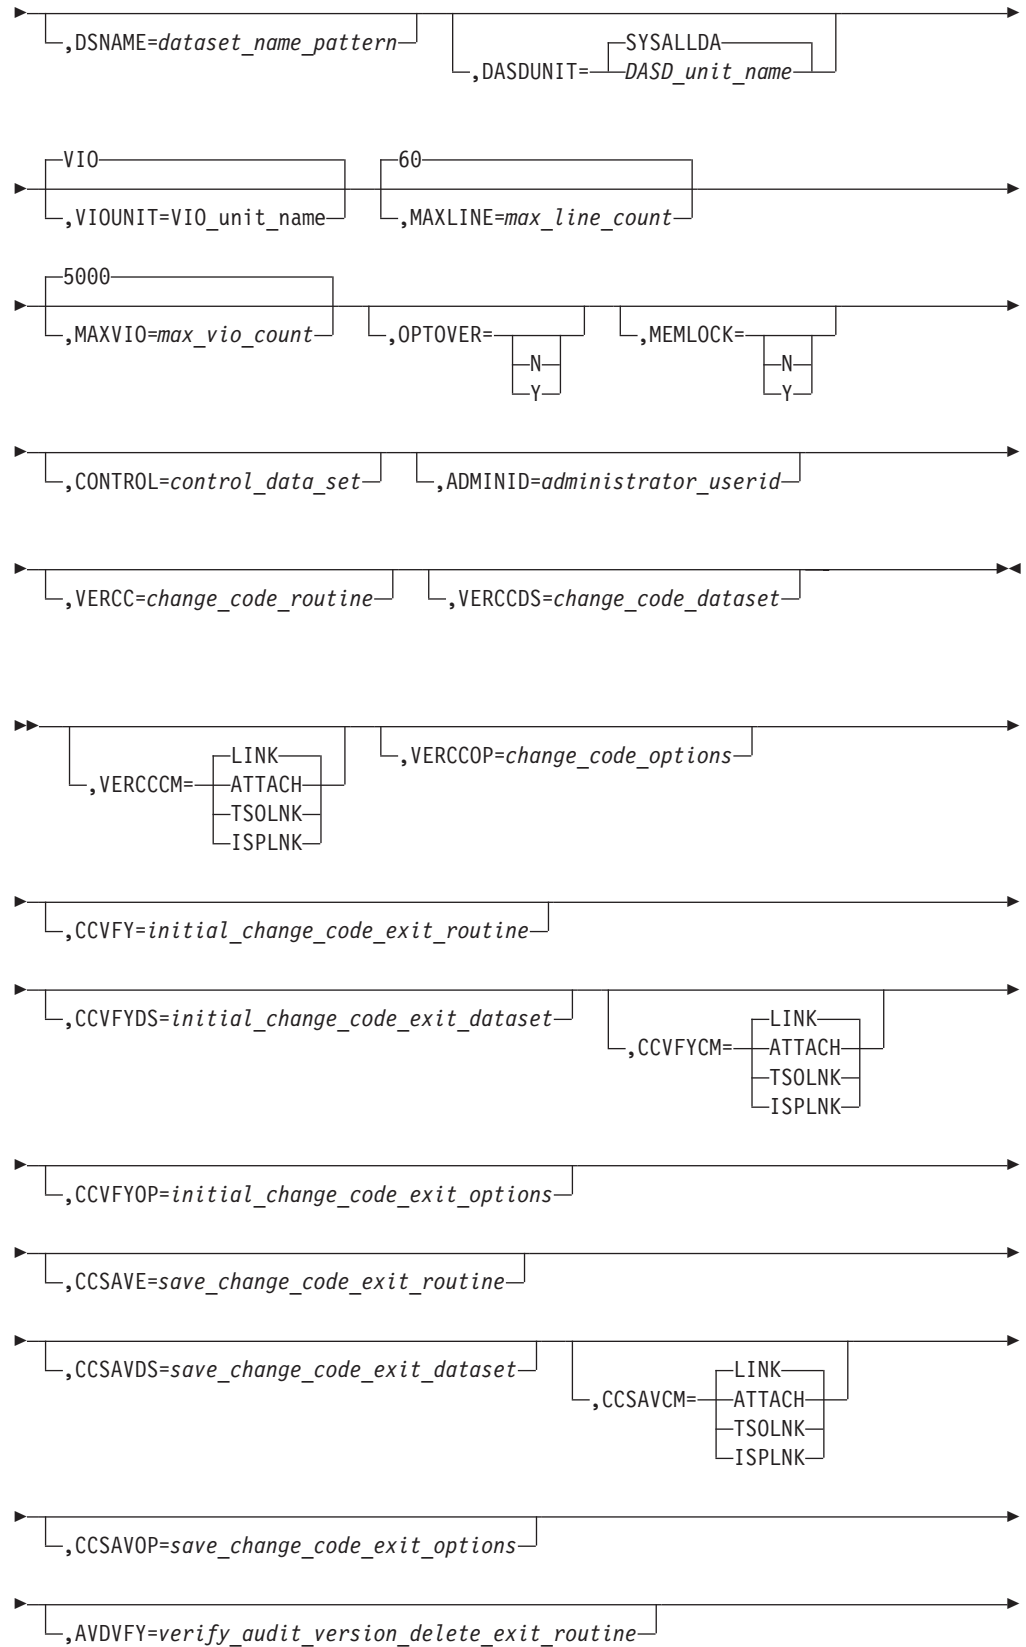 ,DSNAME=dataset_name_pattern
SYSALLDA
,DASDUNIT= DASD_unit_name
VIO
,VIOUNIT=VIO_unit_name
60
,MAXLINE=max_line_count
5000
,MAXVIO=max_vio_count
,OPTOVER=
N
Y
,MEMLOCK=
N
Y
,CONTROL=control_data_set
,ADMINID=administrator_userid
,VERCC=change_code_routine
,VERCCDS=change_code_dataset
LINK
,VERCCCM= ATTACH
TSOLNK
ISPLNK
,VERCCOP=change_code_options
,CCVFY=initial_change_code_exit_routine
,CCVFYDS=initial_change_code_exit_dataset
LINK
,CCVFYCM= ATTACH
TSOLNK
ISPLNK
,CCVFYOP=initial_change_code_exit_options
,CCSAVE=save_change_code_exit_routine
,CCSAVDS=save_change_code_exit_dataset
LINK
,CCSAVCM= ATTACH
TSOLNK
ISPLNK
,CCSAVOP=save_change_code_exit_options
,AVDVFY=verify_audit_version_delete_exit_routine